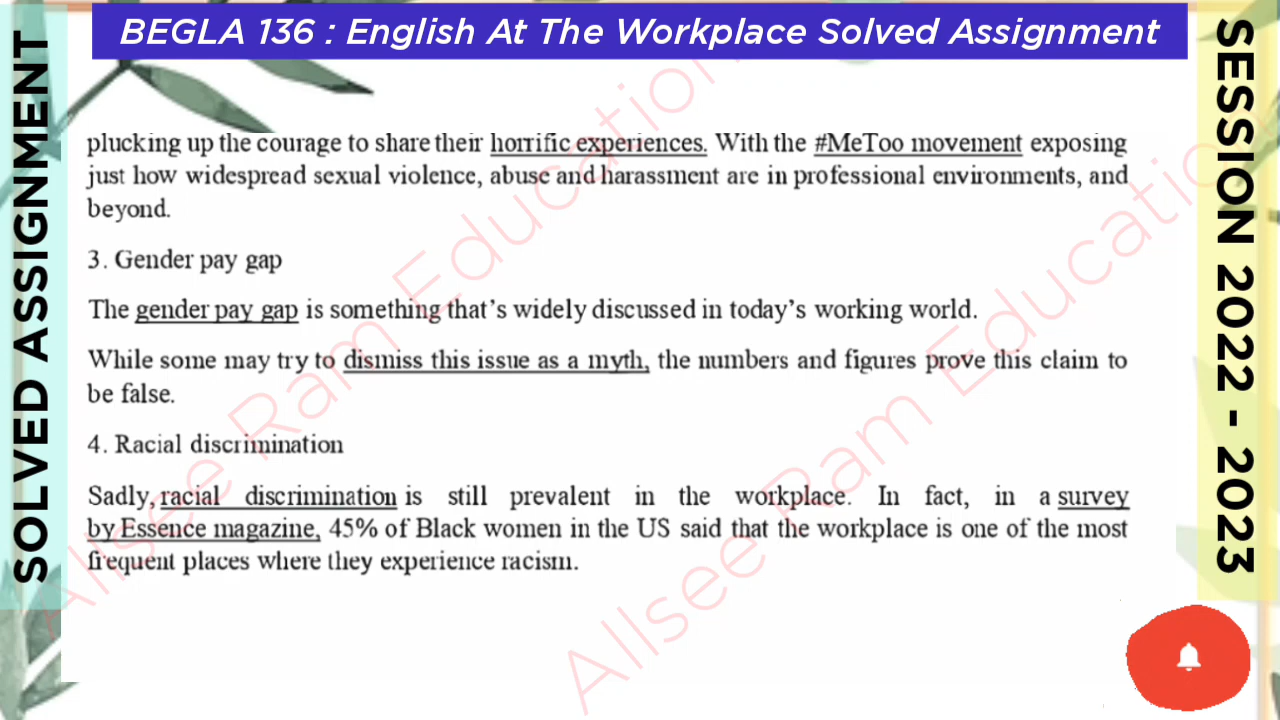 BEGLA 136 : English At The Workplace Solved Assignment
SOLVED ASSIGNMENT
plucking up the courage to share their horrific experiences. With the #MeToo movement exposing
just how widespread sexual violence, abuse and harassment are in professional environments, and
beyond.
3. Gender pay gap
The gender pay gap is something that's widely discussed in today's working world.
While some may try to dismiss this issue as a myth, the numbers and figures prove this claim to
be false.
4. Racial discrimination
Sadly, racial discrimination is still prevalent in the workplace. In fact, in a survey
by Essence magazine, 45% of Black women in the US said that the workplace is one of the most
frequent places where they experience racism.
SESSION 2022 - 2023
Allsee Ram Education
Allsee Ram Education